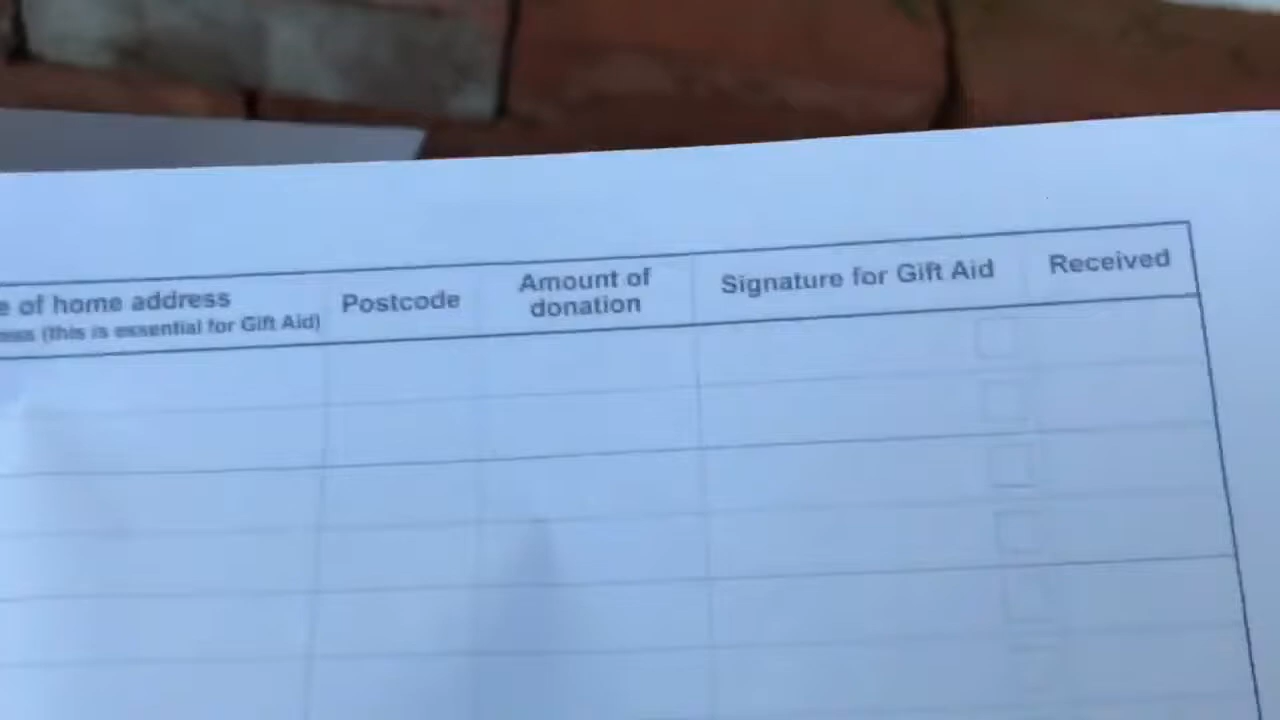 of home address
(this is essential for Gift Aid)
Postcode
Amount of
donation
Signature for Gift Aid
Received